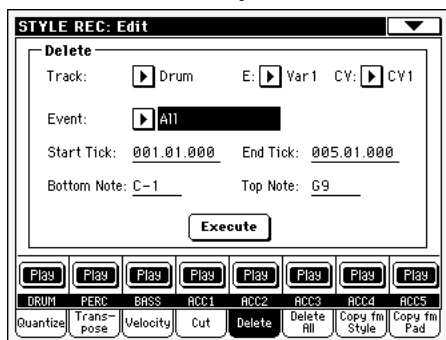 STYLE REC: Edit
Delete
Track: Drum E: Var1 CV: CV1
Event: All
Start Tick: 001.01.000 End Tick: 005.01.000
Bottom Note: C-1 Top Note: G9
Execute
Play Play Play Play Play Play Play Play
DRUM PERC BASS ACC1 ACC2 ACC3 ACC4 ACC5
Quantize Trans-pose Velocity Cut Delete Delete All Copy fm Style Copy fm Pad